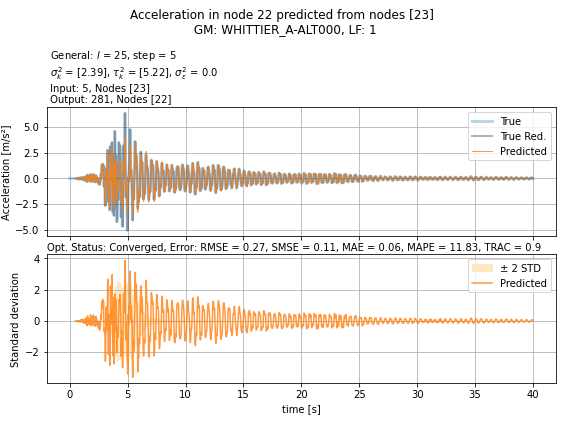 Acceleration in node 22 predicted from nodes [23]
GM: WHITTIER_A-ALT000, LF: 1
General: l = 25, step = 5
σ²ₖ = [2.39], τ²ₖ = [5.22], σ²ε = 0.0
Input: 5, Nodes [23]
Output: 281, Nodes [22]
Acceleration [m/s²]
5.0
2.5
0.0
−2.5
−5.0
True
True Red.
Predicted
Opt. Status: Converged, Error: RMSE = 0.27, SMSE = 0.11, MAE = 0.06, MAPE = 11.83, TRAC = 0.9
Standard deviation
4
2
0
−2
± 2 STD
Predicted
0 5 10 15 20 25 30 35 40
time [s]